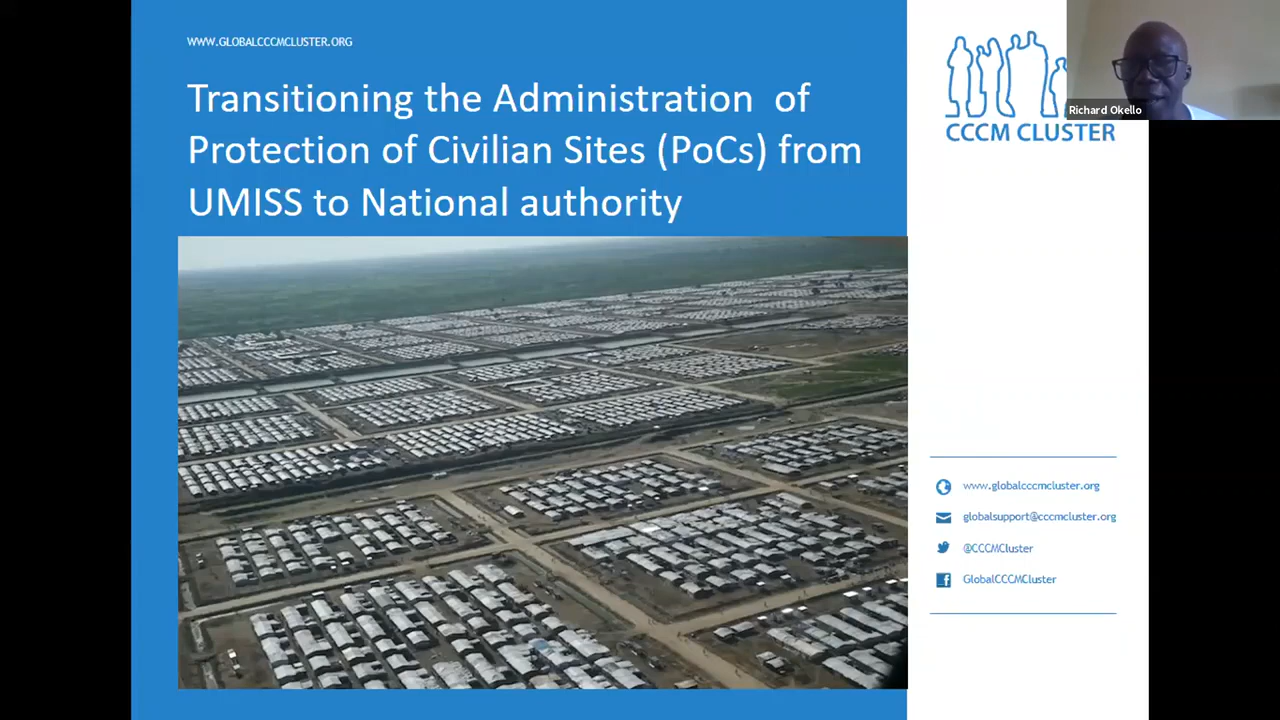 WWW.GLOBALCCCMCLUSTER.ORG
Transitioning the Administration of
Protection of Civilian Sites (PoCs) from
UMISS to National authority
Richard Okello
CCCM CLUSTER
www.globalcccmcluster.org
globalsupport@cccmcluster.org
@CCCMCluster
GlobalCCCMCluster